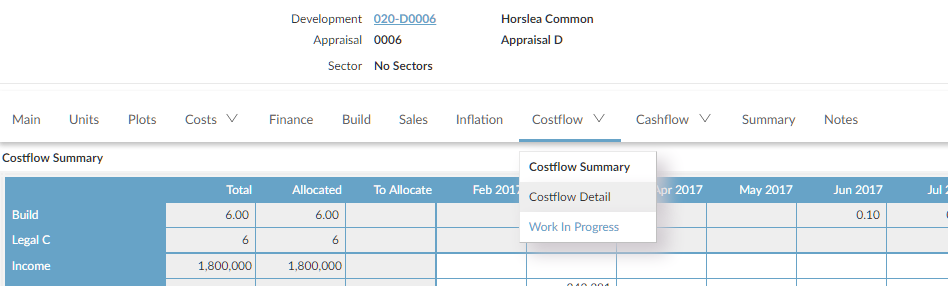 Development 020-D0006 Horslea Common
Appraisal 0006 Appraisal D
Sector No Sectors
Main Units Plots Costs Finance Build Sales Inflation Costflow Cashflow Summary Notes
Costflow Summary
Costflow Summary
Total Allocated To Allocate Feb 2017 Apr 2017 May 2017 Jun 2017 Jul
Costflow Detail
Build 6.00 6.00 0.10
Work In Progress
Legal C 6 6
Income 1,800,000 1,800,000